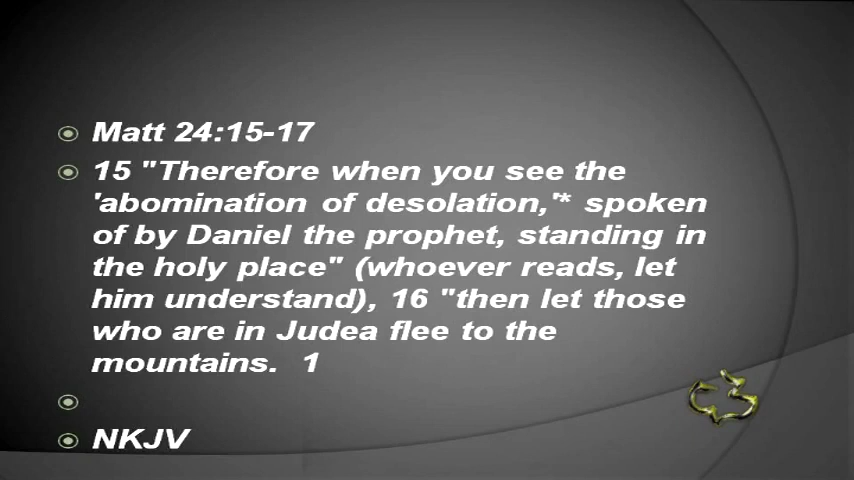 Matt 24:15-17
15 "Therefore when you see the
'abomination of desolation,'* spoken
of by Daniel the prophet, standing in
the holy place" (whoever reads, let
him understand), 16 "then let those
who are in Judea flee to the
mountains.  1
NKJV